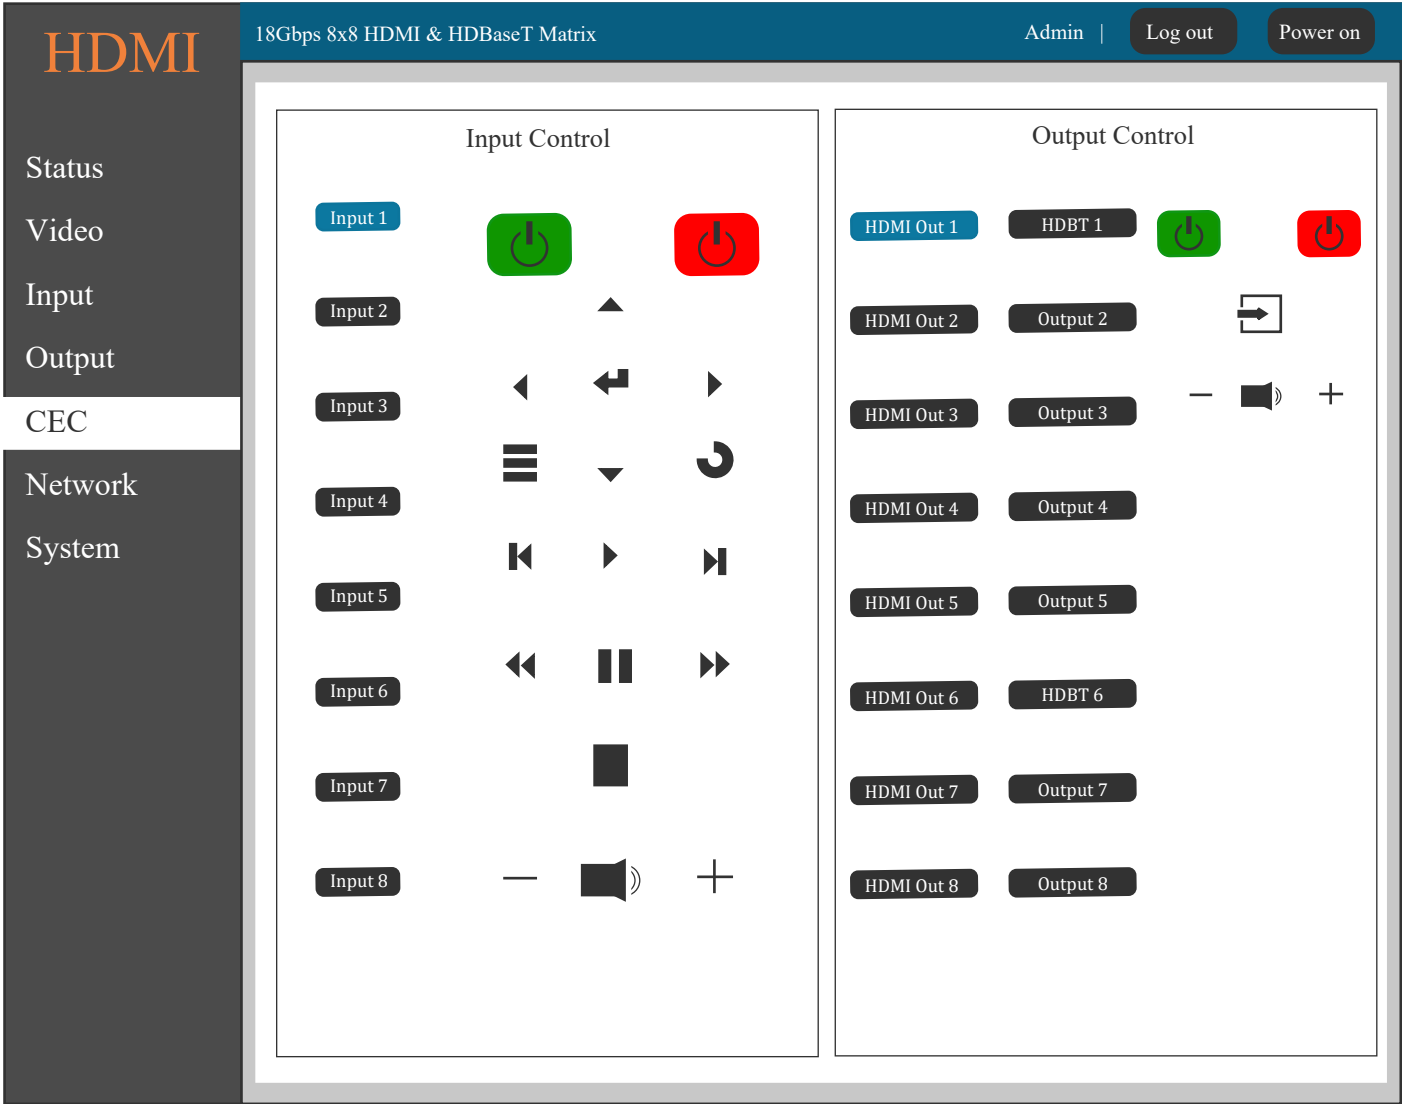 HDMI
18Gbps 8x8 HDMI & HDBaseT Matrix
Admin |
Log out
Power on
Status
Video
Input
Output
CEC
Network
System
Input Control
Input 1
Input 2
Input 3
Input 4
Input 5
Input 6
Input 7
Input 8
Output Control
HDMI Out 1
HDBT 1
HDMI Out 2
Output 2
HDMI Out 3
Output 3
HDMI Out 4
Output 4
HDMI Out 5
Output 5
HDMI Out 6
HDBT 6
HDMI Out 7
Output 7
HDMI Out 8
Output 8